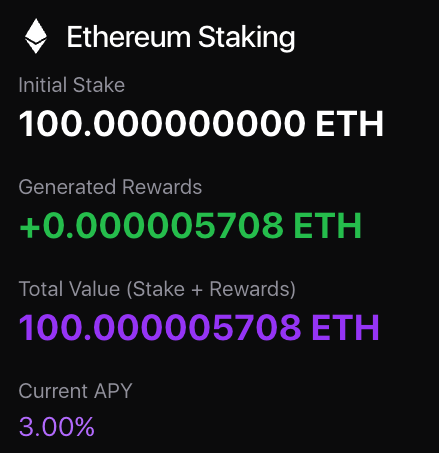 Ethereum Staking
Initial Stake
100.000000000 ETH
Generated Rewards
+0.000005708 ETH
Total Value (Stake + Rewards)
100.000005708 ETH
Current APY
3.00%